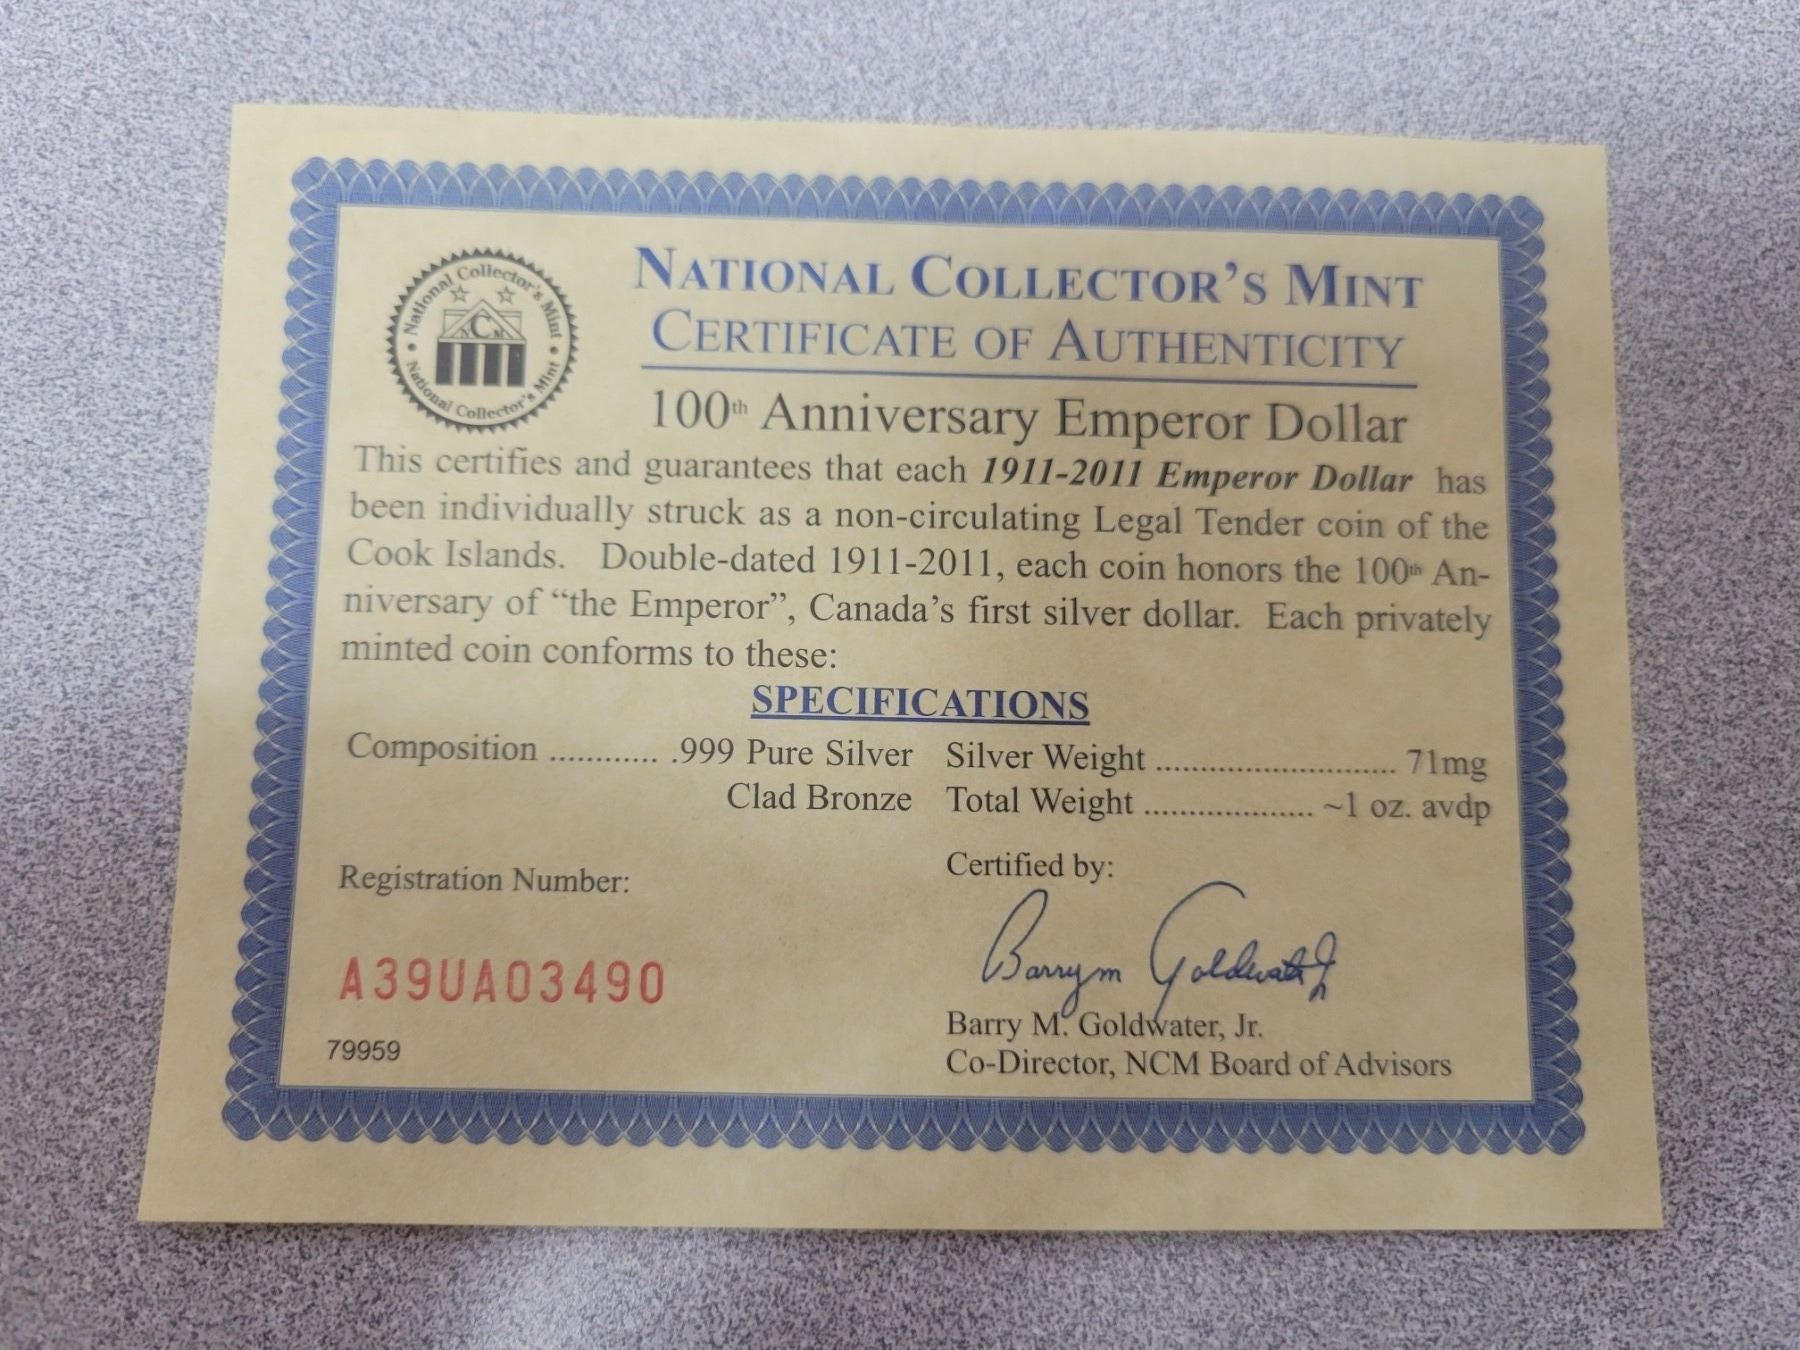 National Collector's Mint
NCM
National Collector's Mint
NATIONAL COLLECTOR'S MINT
CERTIFICATE OF AUTHENTICITY
100th Anniversary Emperor Dollar
This certifies and guarantees that each 1911-2011 Emperor Dollar has
been individually struck as a non-circulating Legal Tender coin of the
Cook Islands. Double-dated 1911-2011, each coin honors the 100th An-
niversary of “the Emperor”, Canada’s first silver dollar. Each privately
minted coin conforms to these:
SPECIFICATIONS
Composition ............ .999 Pure Silver
Clad Bronze
Silver Weight ........................... 71mg
Total Weight ................... ~1 oz. avdp
Registration Number:
A39UA03490
79959
Certified by:
Barry M Goldwater Jr
Barry M. Goldwater, Jr.
Co-Director, NCM Board of Advisors